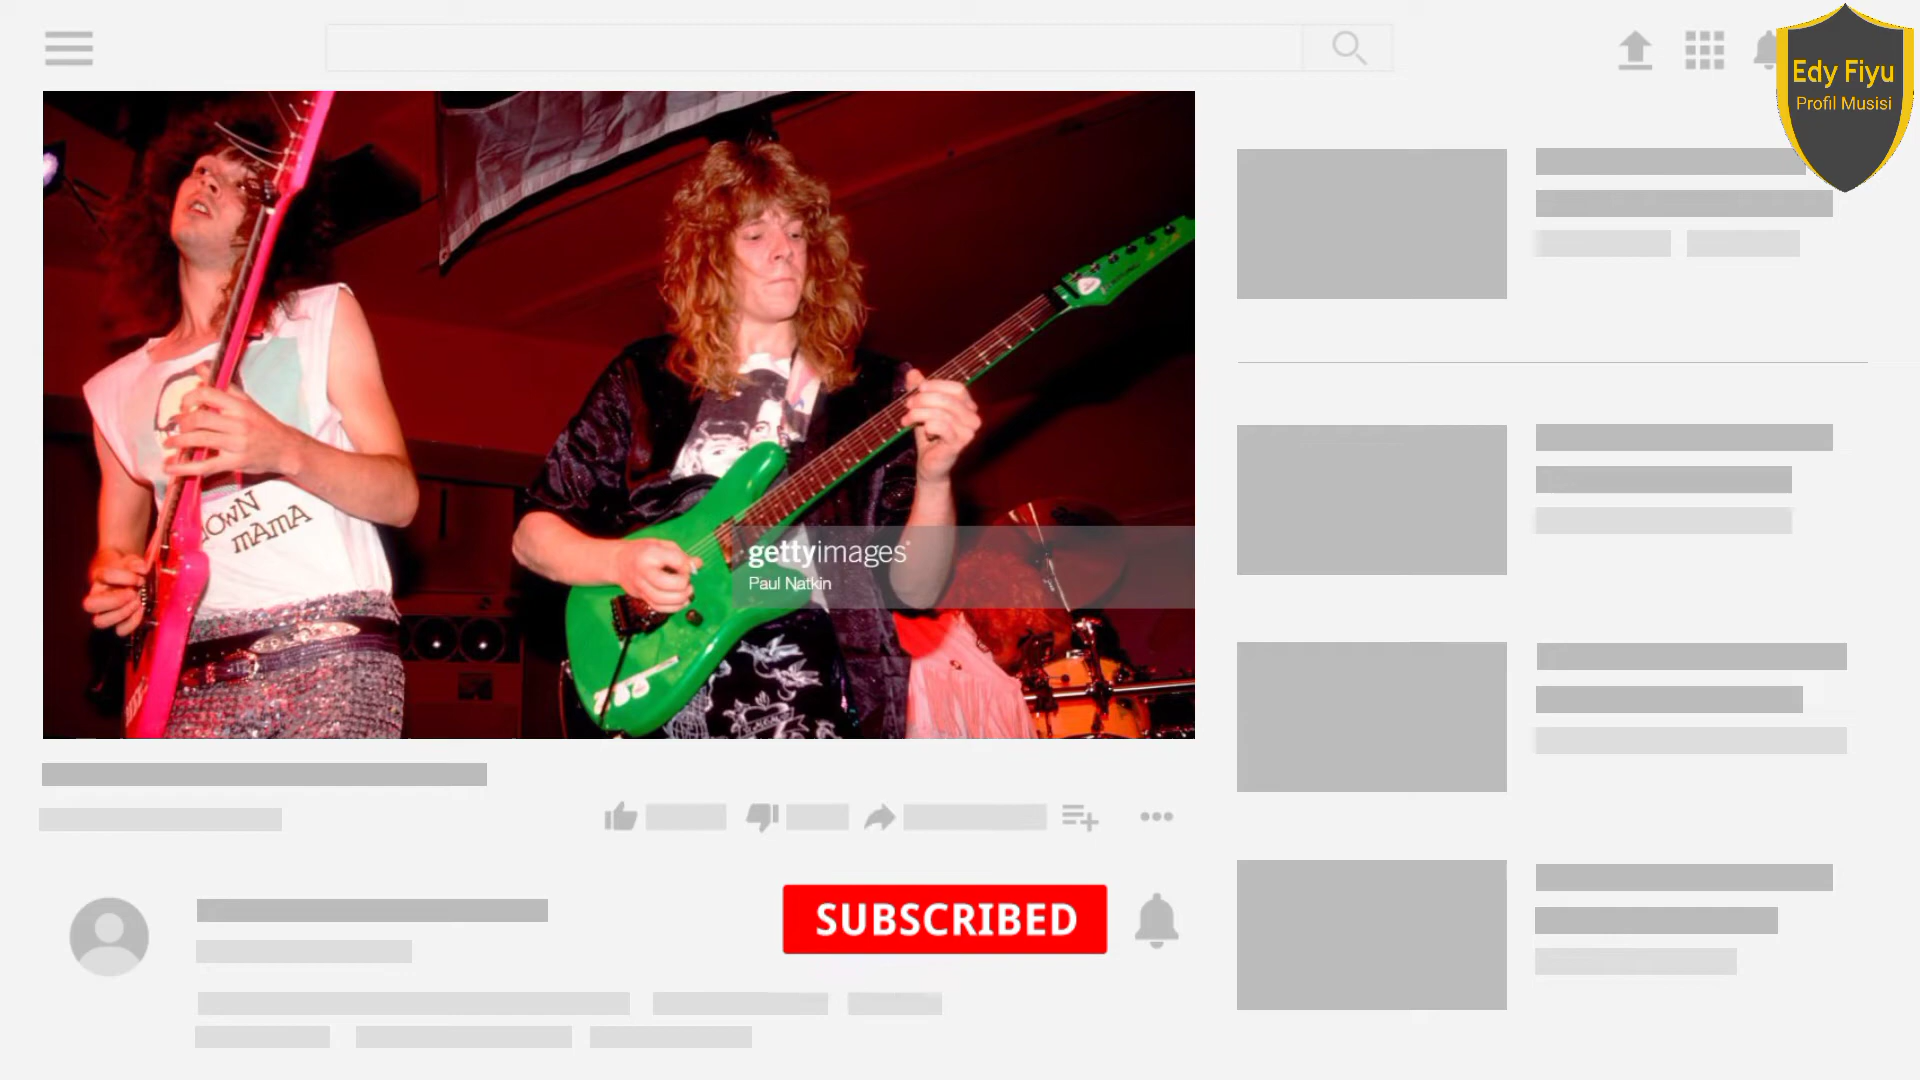 Edy Fiyu
Profil Musisi
OWN
MAMA
gettyimages
Paul Natkin
SUBSCRIBED